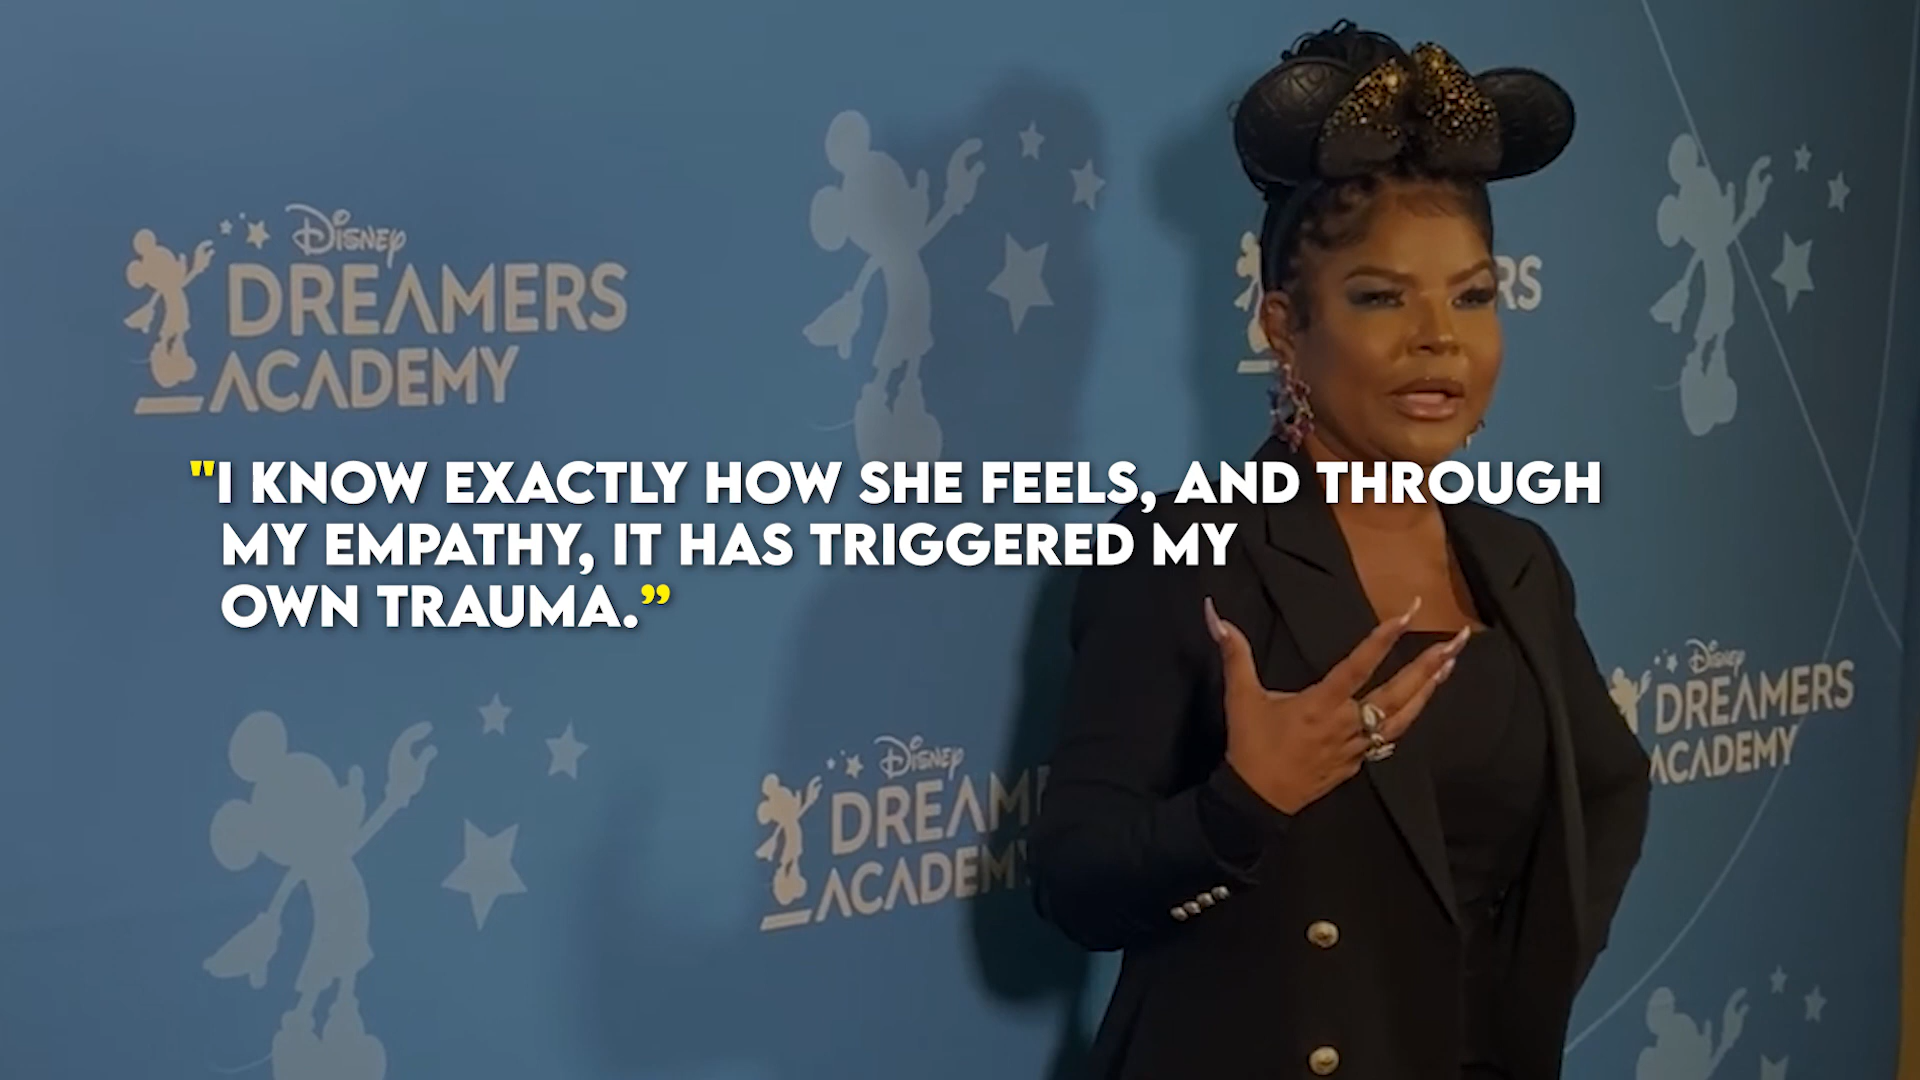 Disney
DREAMERS
ACADEMY
RS
"I KNOW EXACTLY HOW SHE FEELS, AND THROUGH
MY EMPATHY, IT HAS TRIGGERED MY
OWN TRAUMA.”
Disney
DREAMERS
ACADEMY
Disney
DREAM
ACADEMY